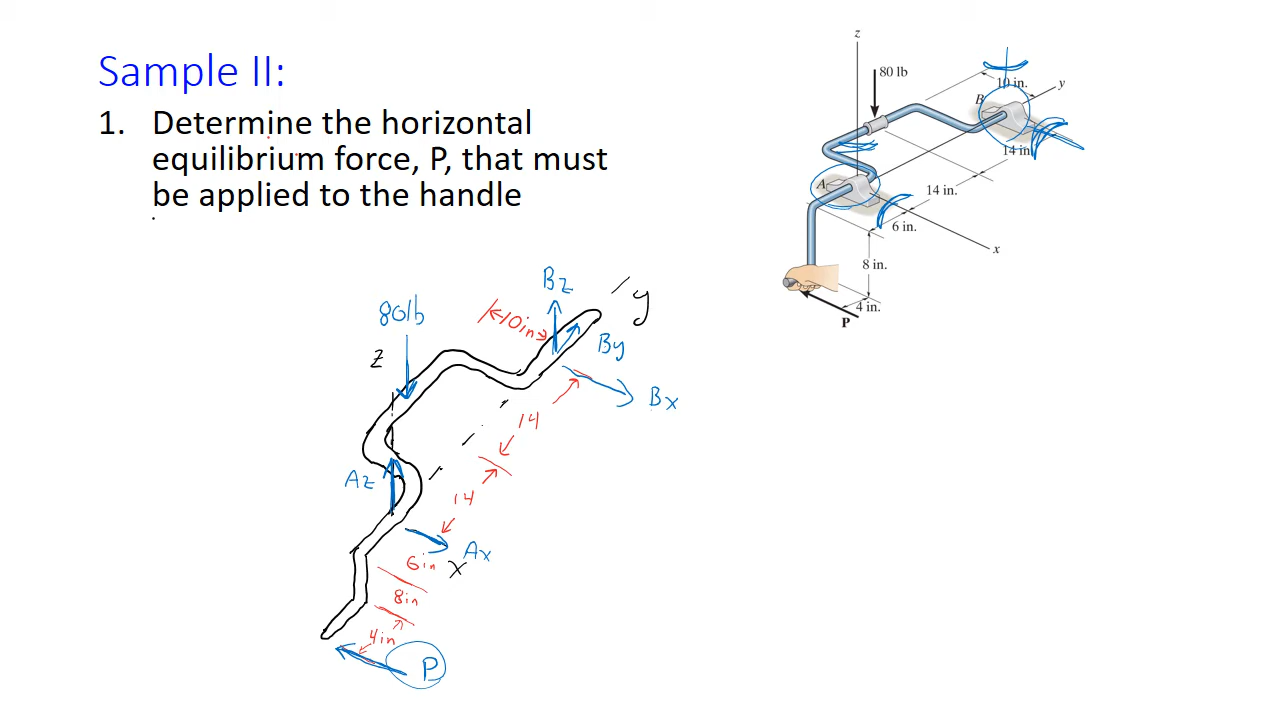 Sample II:
1. Determine the horizontal
equilibrium force, P, that must
be applied to the handle
z
80 lb
10 in.
y
B
14 in.
A
14 in.
6 in.
x
8 in.
4 in.
P
Bz
y
10in
80lb
By
z
Bx
14
Az
14
Ax
6in
x
8in
4in
P